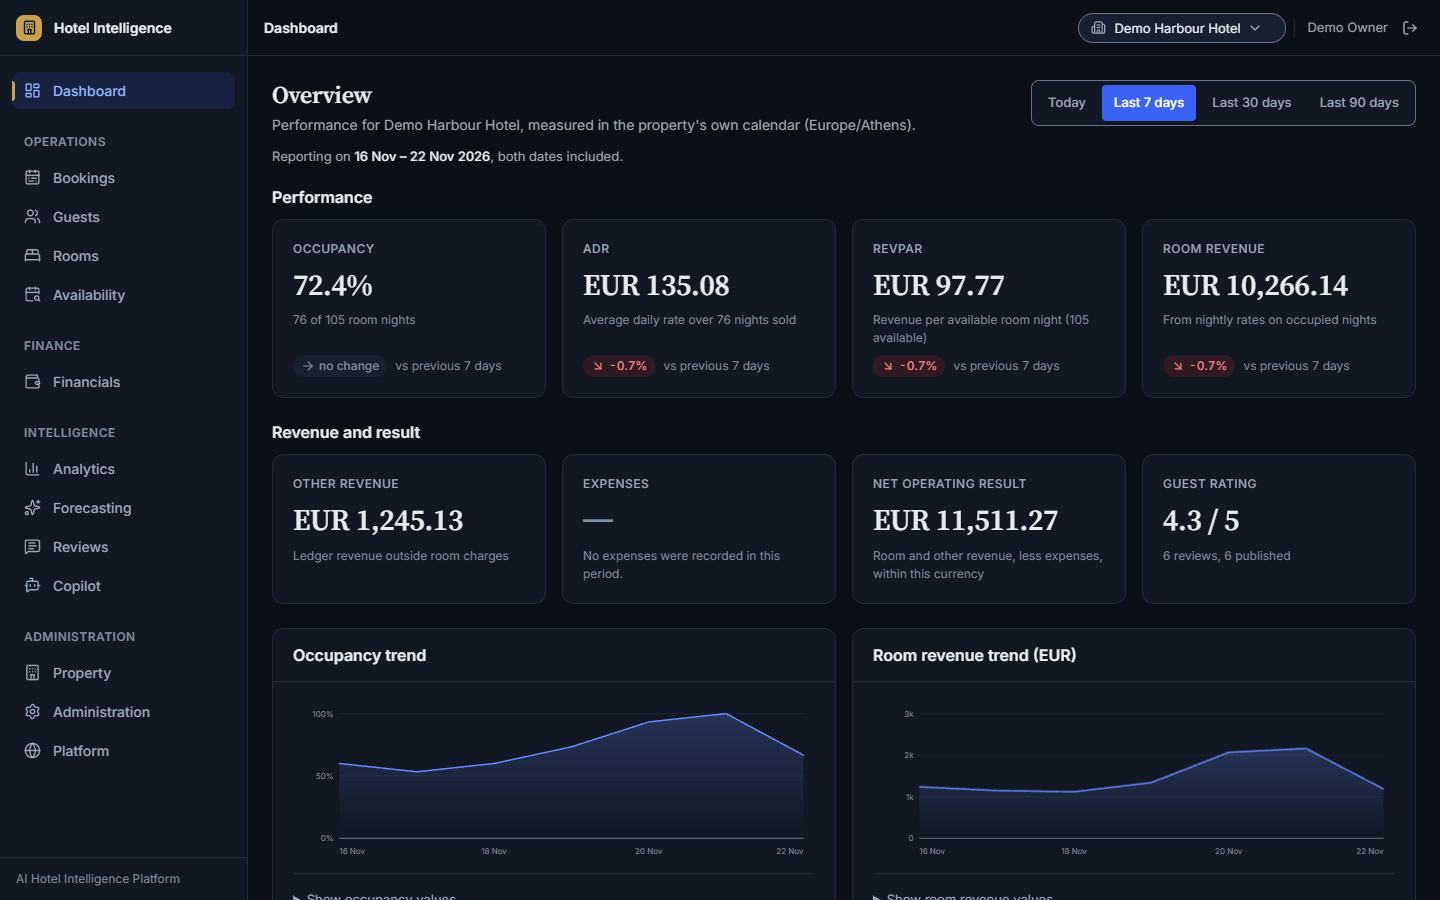 Hotel Intelligence
Dashboard
Demo Harbour Hotel
Demo Owner
Dashboard
OPERATIONS
Bookings
Guests
Rooms
Availability
FINANCE
Financials
INTELLIGENCE
Analytics
Forecasting
Reviews
Copilot
ADMINISTRATION
Property
Administration
Platform
AI Hotel Intelligence Platform
Overview
Performance for Demo Harbour Hotel, measured in the property's own calendar (Europe/Athens).
Reporting on 16 Nov – 22 Nov 2026, both dates included.
Today
Last 7 days
Last 30 days
Last 90 days
Performance
OCCUPANCY
72.4%
76 of 105 room nights
no change vs previous 7 days
ADR
EUR 135.08
Average daily rate over 76 nights sold
-0.7% vs previous 7 days
REVPAR
EUR 97.77
Revenue per available room night (105
available)
-0.7% vs previous 7 days
ROOM REVENUE
EUR 10,266.14
From nightly rates on occupied nights
-0.7% vs previous 7 days
Revenue and result
OTHER REVENUE
EUR 1,245.13
Ledger revenue outside room charges
EXPENSES
—
No expenses were recorded in this
period.
NET OPERATING RESULT
EUR 11,511.27
Room and other revenue, less expenses,
within this currency
GUEST RATING
4.3 / 5
6 reviews, 6 published
Occupancy trend
100%
50%
0%
16 Nov
18 Nov
20 Nov
22 Nov
Show occupancy values
Room revenue trend (EUR)
3k
2k
1k
0
16 Nov
18 Nov
20 Nov
22 Nov
Show room revenue values